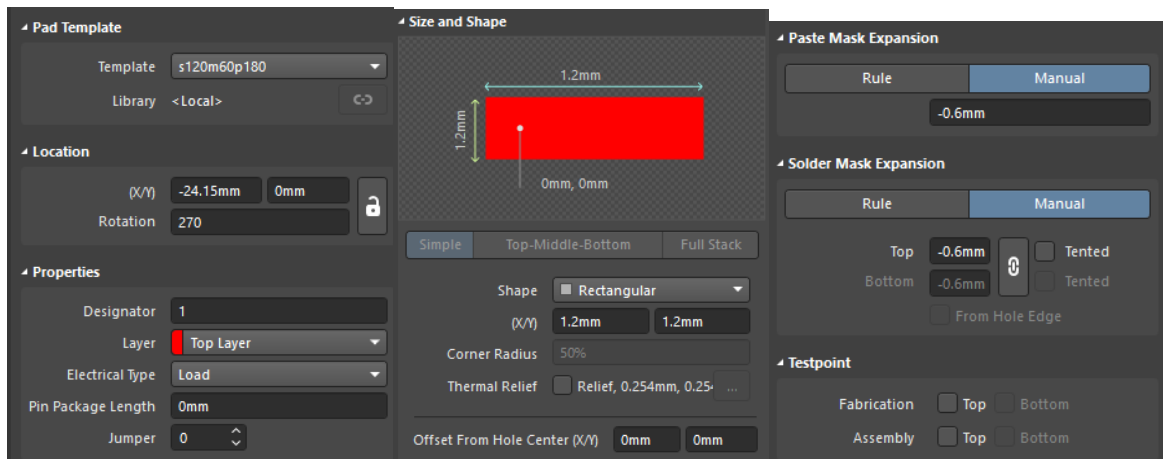 Pad Template
Template s120m60p180
Library <Local>
Location
(X/Y) -24.15mm 0mm
Rotation 270
Properties
Designator 1
Layer Top Layer
Electrical Type Load
Pin Package Length 0mm
Jumper 0
Size and Shape
1.2mm
1.2mm
0mm, 0mm
Simple Top-Middle-Bottom Full Stack
Shape Rectangular
(X/Y) 1.2mm 1.2mm
Corner Radius 50%
Thermal Relief Relief, 0.254mm, 0.254 ...
Offset From Hole Center (X/Y) 0mm 0mm
Paste Mask Expansion
Rule Manual
-0.6mm
Solder Mask Expansion
Rule Manual
Top -0.6mm Tented
Bottom -0.6mm Tented
From Hole Edge
Testpoint
Fabrication Top Bottom
Assembly Top Bottom